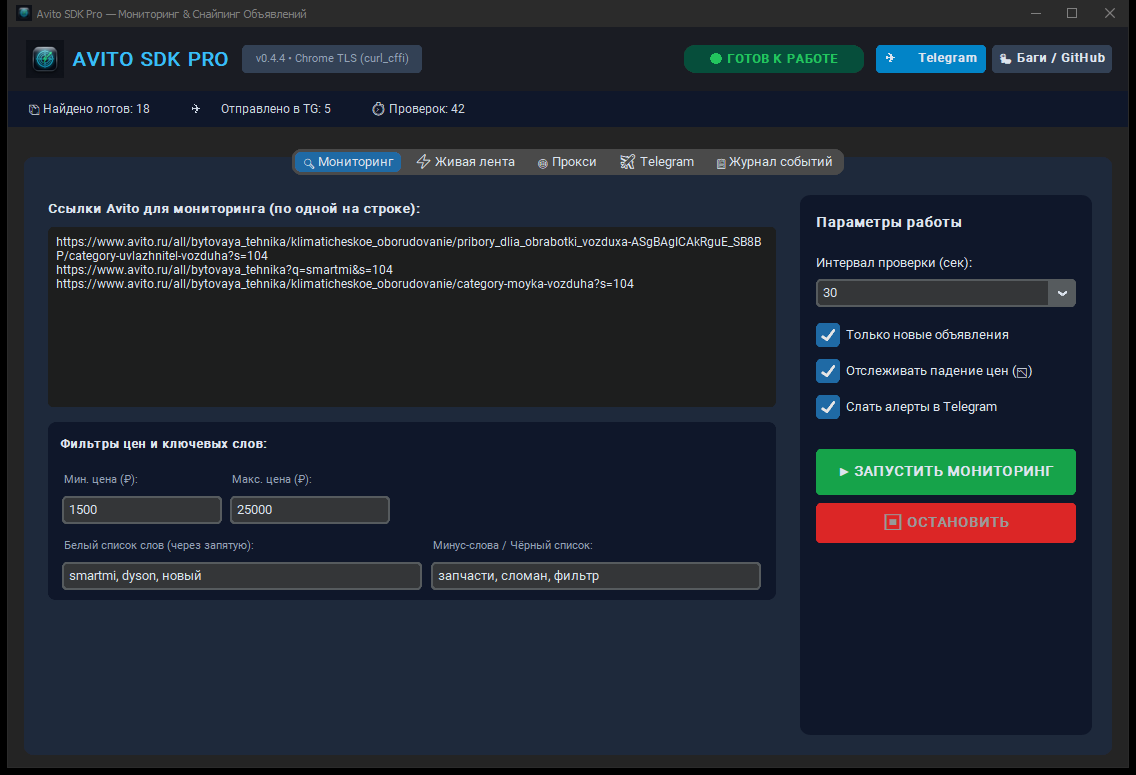 Avito SDK Pro — Мониторинг & Снайпинг Объявлений
AVITO SDK PRO
v0.4.4 • Chrome TLS (curl_cffi)
ГОТОВ К РАБОТЕ
Telegram
Баги / GitHub
Найдено лотов: 18
Отправлено в TG: 5
Проверок: 42
Мониторинг
Живая лента
Прокси
Telegram
Журнал событий
Ссылки Avito для мониторинга (по одной на строке):
https://www.avito.ru/all/bytovaya_tehnika/klimaticheskoe_oborudovanie/pribory_dlia_obrabotki_vozduxa-ASgBAgICAkRguE_SB8B
P/category-uvlazhnitel-vozduha?s=104
https://www.avito.ru/all/bytovaya_tehnika?q=smartmi&s=104
https://www.avito.ru/all/bytovaya_tehnika/klimaticheskoe_oborudovanie/category-moyka-vozduha?s=104
Фильтры цен и ключевых слов:
Мин. цена (₽):
Макс. цена (₽):
1500
25000
Белый список слов (через запятую):
Минус-слова / Чёрный список:
smartmi, dyson, новый
запчасти, сломан, фильтр
Параметры работы
Интервал проверки (сек):
30
Только новые объявления
Отслеживать падение цен ()
Слать алерты в Telegram
► ЗАПУСТИТЬ МОНИТОРИНГ
ОСТАНОВИТЬ